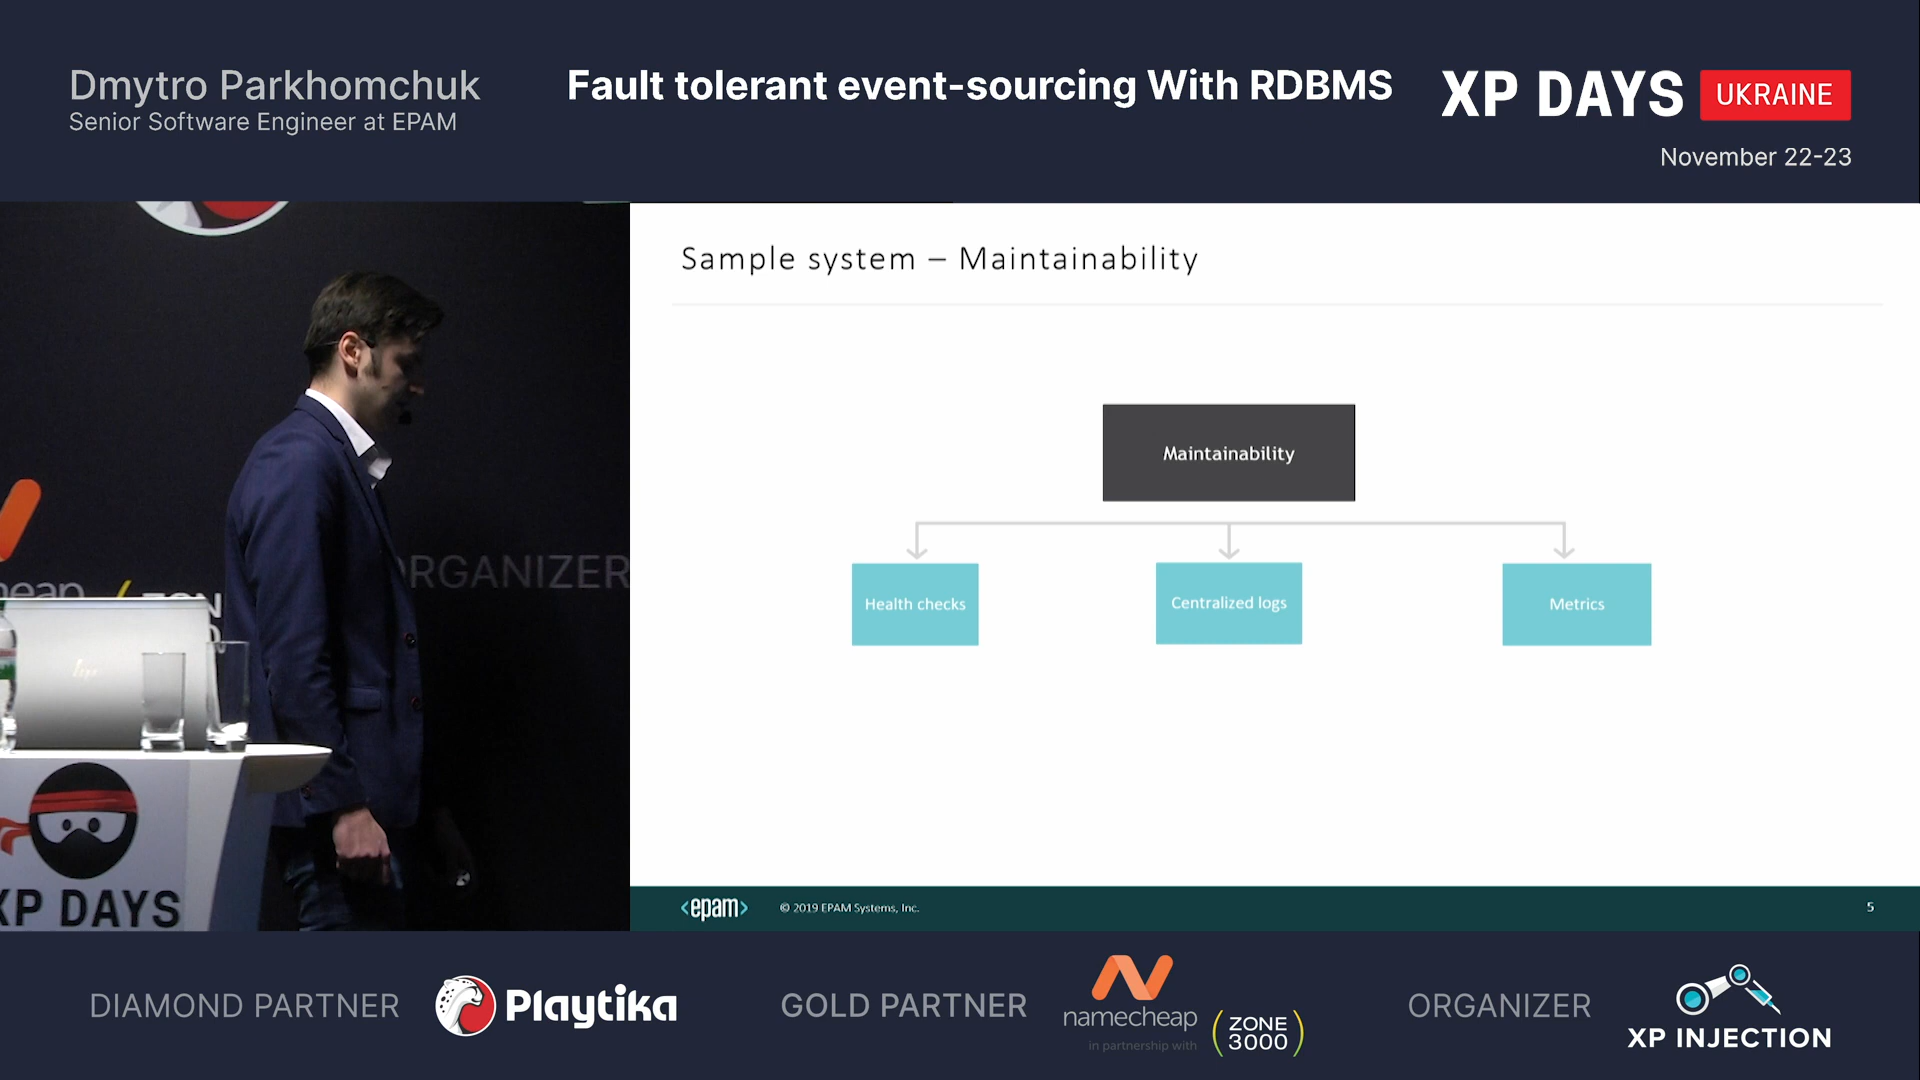 Dmytro Parkhomchuk
Senior Software Engineer at EPAM
Fault tolerant event-sourcing With RDBMS
XP DAYS UKRAINE
November 22-23
Sample system – Maintainability
Maintainability
Health checks
Centralized logs
Metrics
<epam>
© 2019 EPAM Systems, Inc.
5
ORGANIZER
XP DAYS
DIAMOND PARTNER
Playtika
GOLD PARTNER
namecheap
in partnership with
ZONE
3000
ORGANIZER
XP INJECTION